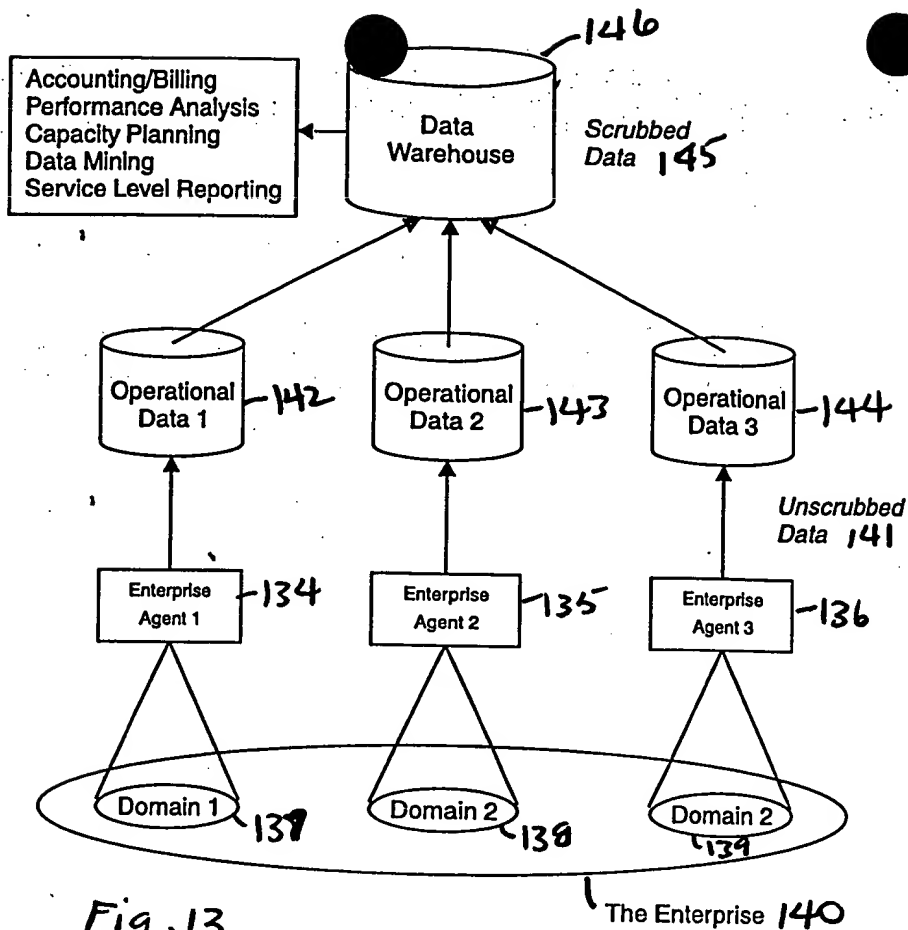 146
Accounting/Billing
Performance Analysis
Capacity Planning
Data Mining
Service Level Reporting
Data
Warehouse
Scrubbed
Data 145
Operational
Data 1
142
Operational
Data 2
143
Operational
Data 3
144
Unscrubbed
Data 141
Enterprise
Agent 1
134
Enterprise
Agent 2
135
Enterprise
Agent 3
136
Domain 1
137
Domain 2
138
Domain 2
139
The Enterprise 140
Fig. 13